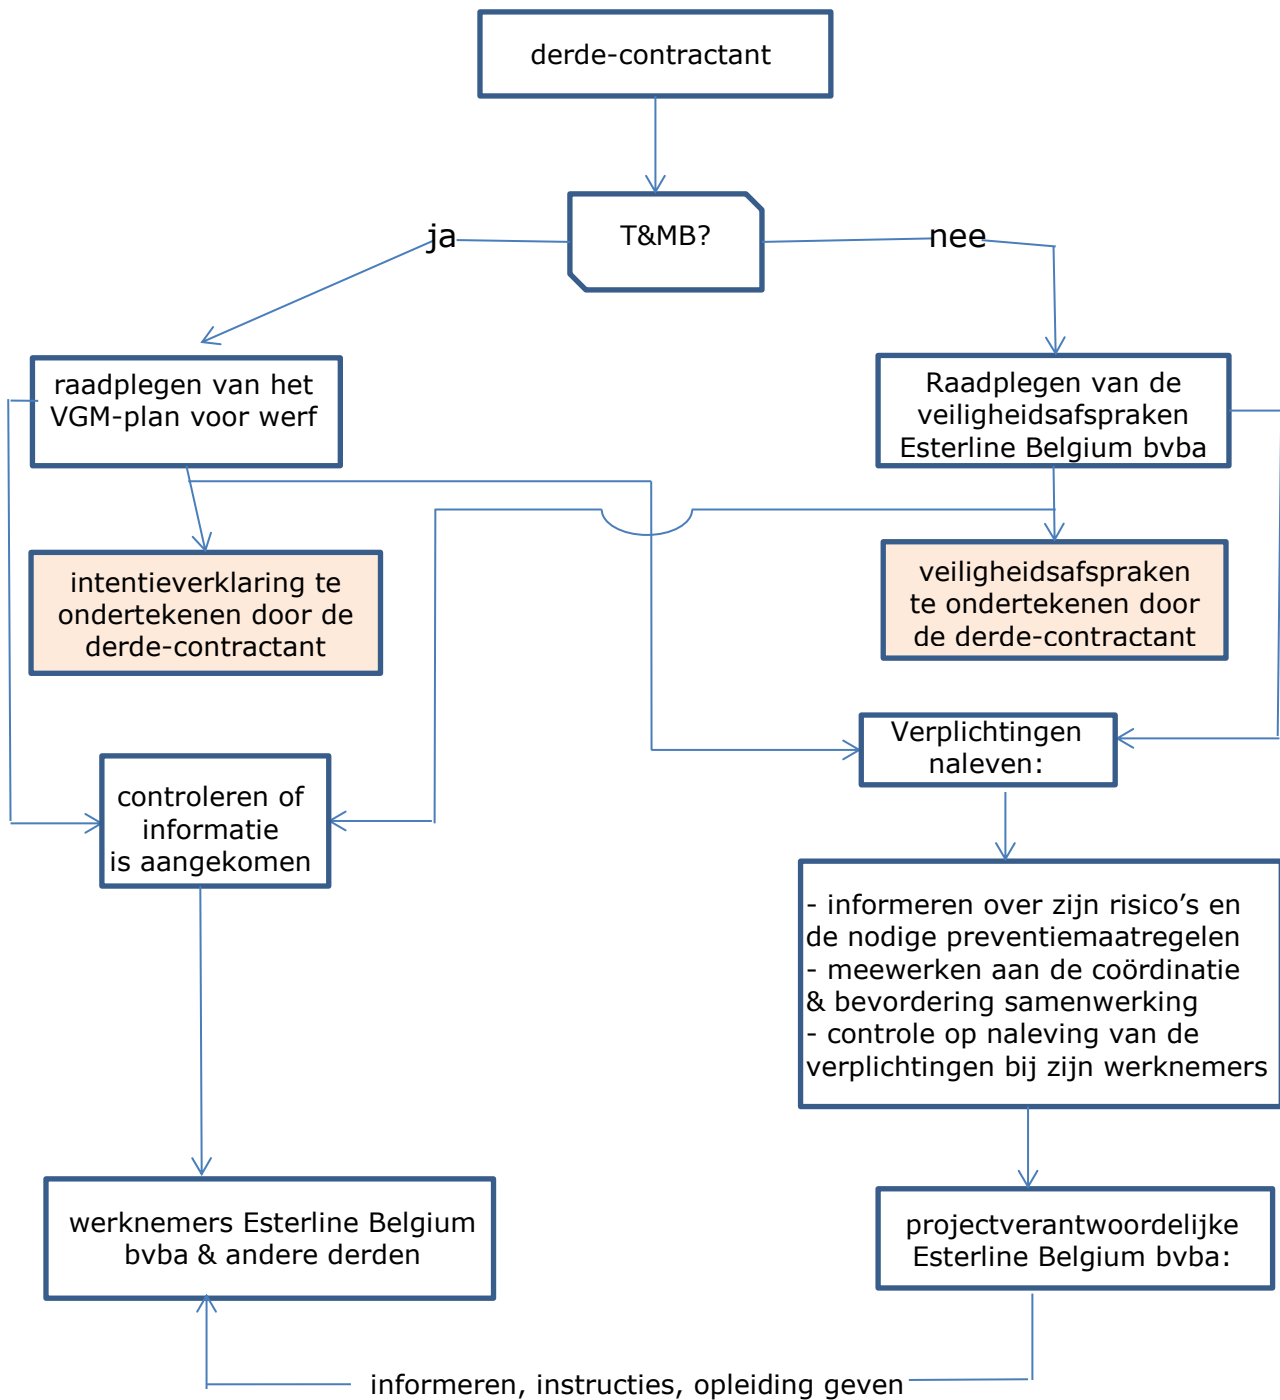 derde-contractant
T&MB?
ja
nee
raadplegen van het
VGM-plan voor werf
Raadplegen van de
veiligheidsafspraken
Esterline Belgium bvba
intentieverklaring te
ondertekenen door de
derde-contractant
veiligheidsafspraken
te ondertekenen door
de derde-contractant
Verplichtingen
naleven:
controleren of
informatie
is aangekomen
- informeren over zijn risico’s en
de nodige preventiemaatregelen
- meewerken aan de coördinatie
& bevordering samenwerking
- controle op naleving van de
verplichtingen bij zijn werknemers
werknemers Esterline Belgium
bvba & andere derden
projectverantwoordelijke
Esterline Belgium bvba:
informeren, instructies, opleiding geven